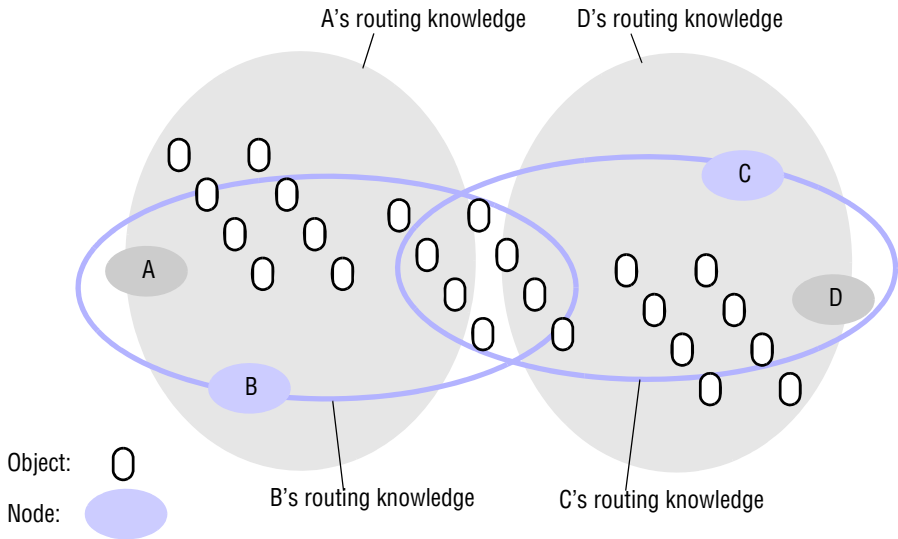 A's routing knowledge
D's routing knowledge
C
A
D
B
Object:
Node:
B's routing knowledge
C's routing knowledge